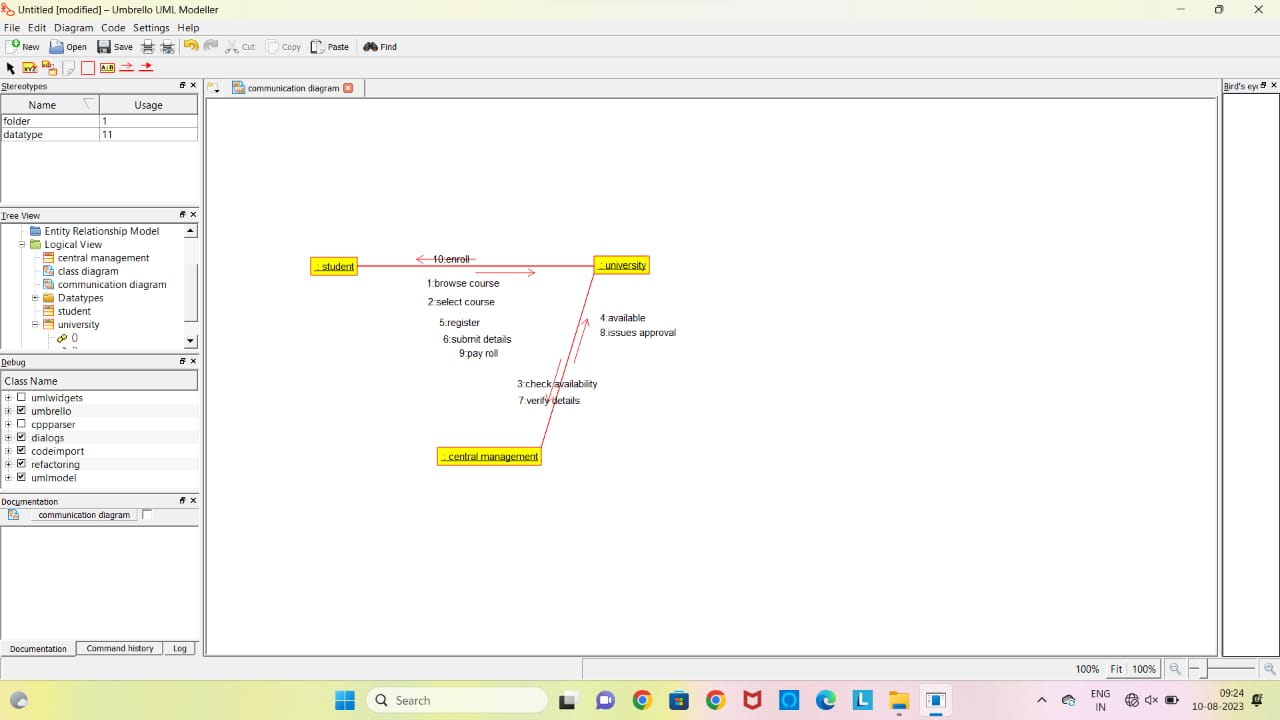 Untitled [modified] – Umbrello UML Modeller
File Edit Diagram Code Settings Help
New Open Save Cut Copy Paste Find
Stereotypes
Name Usage
folder 1
datatype 11
Tree View
Entity Relationship Model
Logical View
central management
class diagram
communication diagram
Datatypes
student
university
()
Debug
Class Name
umlwidgets
umbrello
cppparser
dialogs
codeimport
refactoring
umlmodel
Documentation
communication diagram
Documentation Command history Log
communication diagram
10:enroll
: student
: university
1:browse course
2:select course
5:register
6:submit details
9:pay roll
4:available
8:issues approval
3:check availability
7:verify details
: central management
Bird's ey
100% Fit 100%
Search
ENG
IN
09:24
10-08-2023